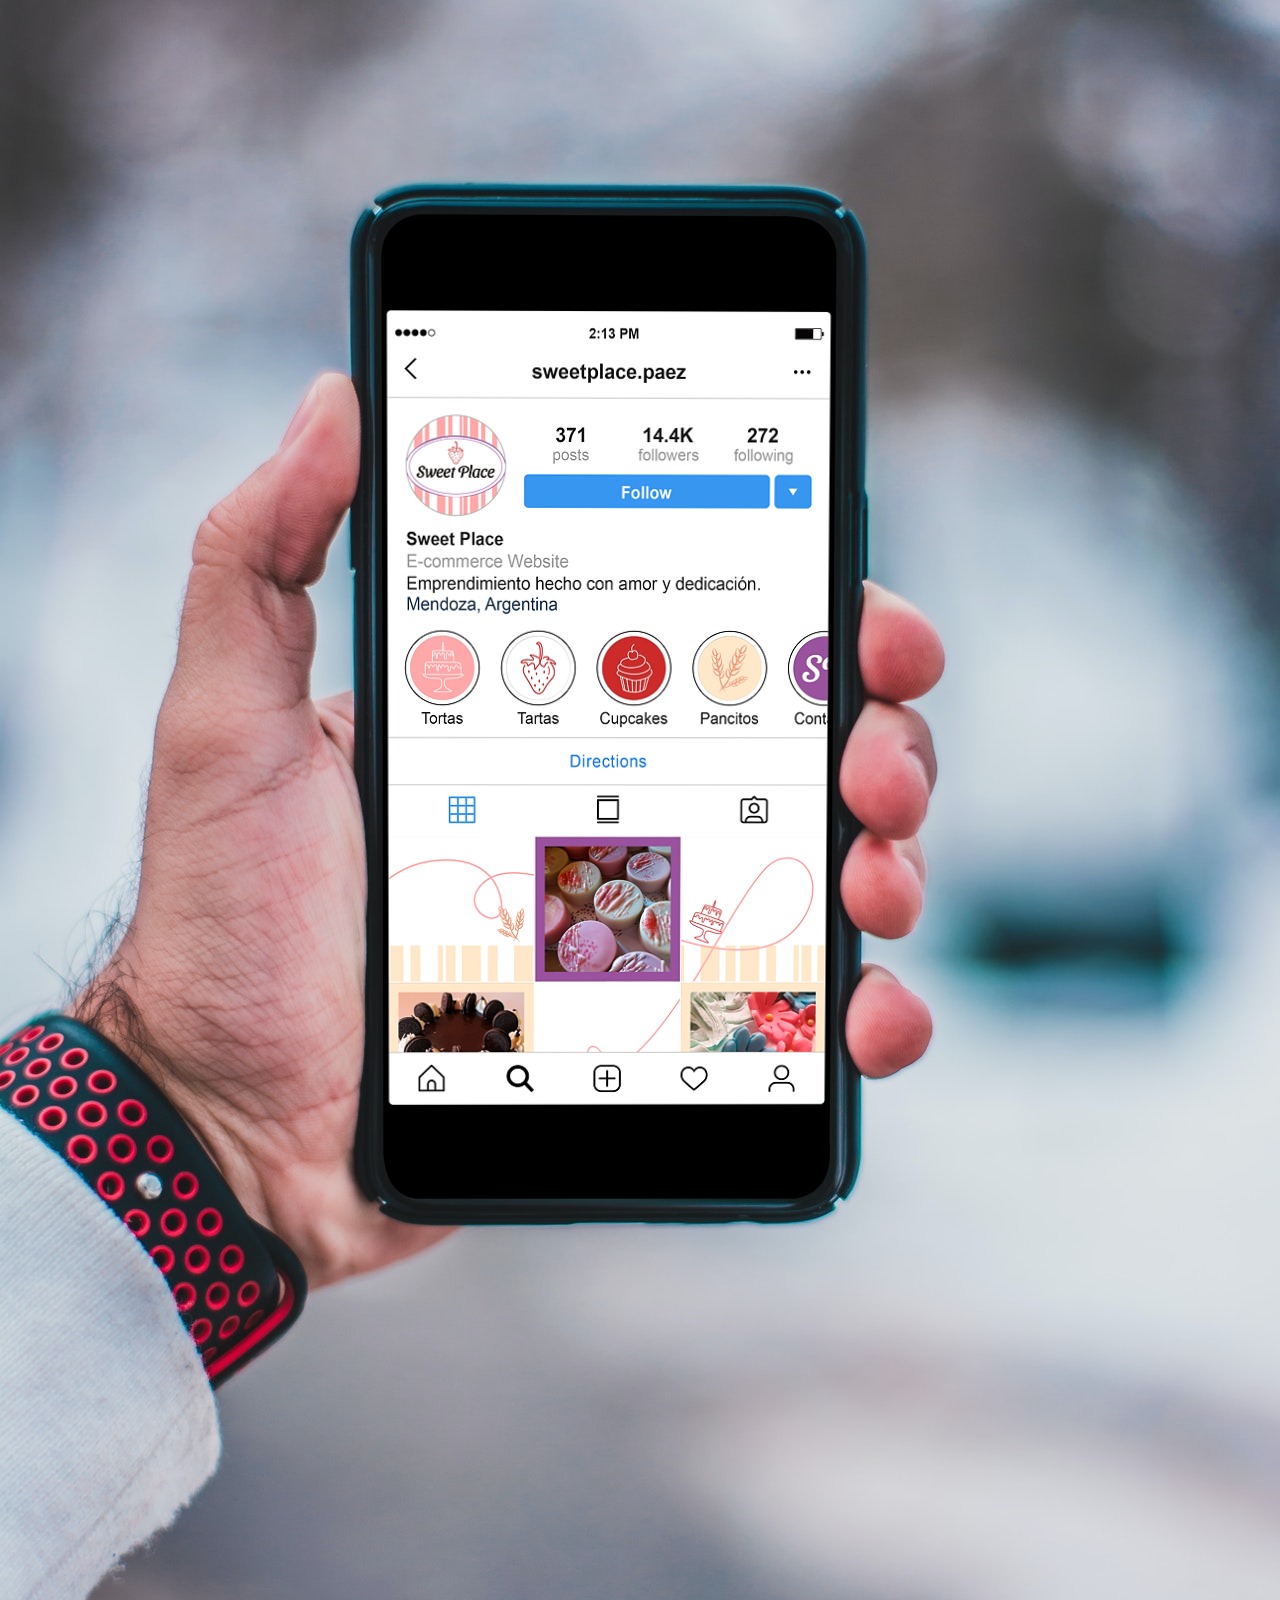 2:13 PM
sweetplace.paez
Sweet Place
371 14.4K 272
posts followers following
Follow
Sweet Place
E-commerce Website
Emprendimiento hecho con amor y dedicación.
Mendoza, Argentina
Tortas Tartas Cupcakes Pancitos
Directions